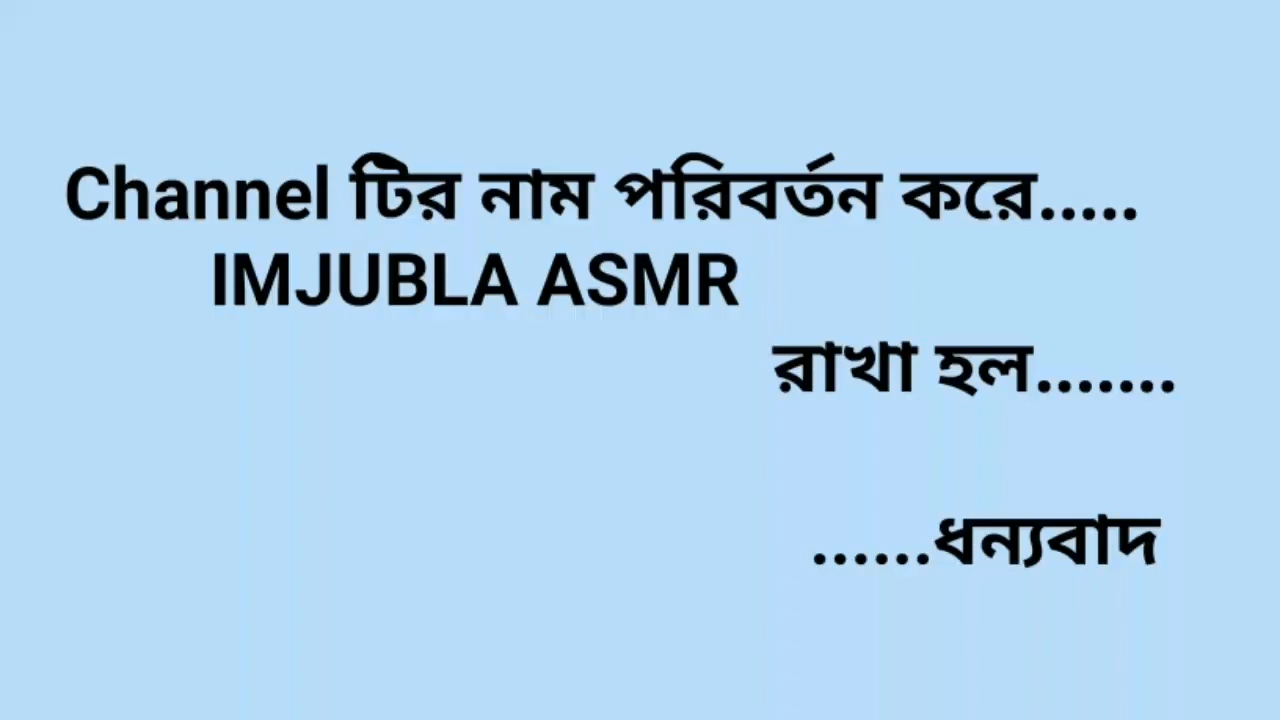 Channel টির নাম পরিবর্তন করে.....
IMJUBLA ASMR
রাখা হল.......
......ধন্যবাদ